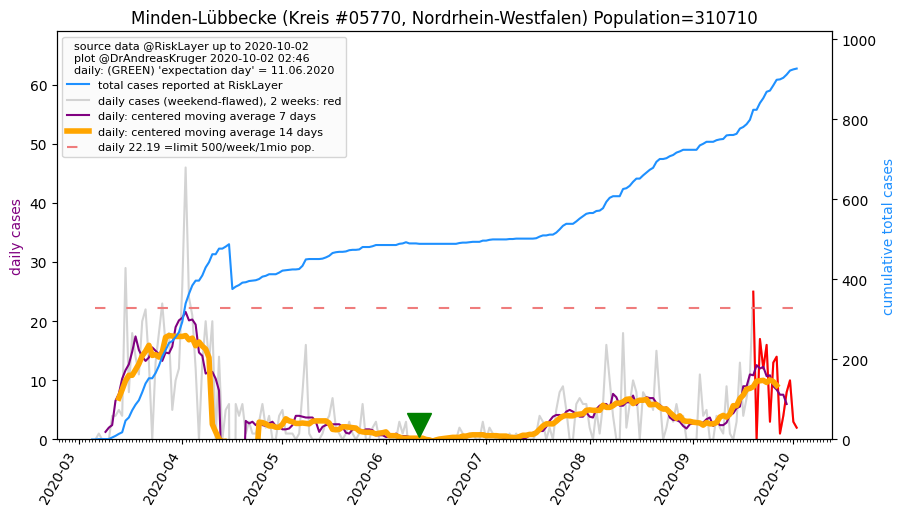 Minden-Lübbecke (Kreis #05770, Nordrhein-Westfalen) Population=310710
source data @RiskLayer up to 2020-10-02
plot @DrAndreasKruger 2020-10-02 02:46
daily: (GREEN) 'expectation day' = 11.06.2020
total cases reported at RiskLayer
daily cases (weekend-flawed), 2 weeks: red
daily: centered moving average 7 days
daily: centered moving average 14 days
daily 22.19 =limit 500/week/1mio pop.
daily cases
60
50
40
30
20
10
0
cumulative total cases
1000
800
600
400
200
0
2020-03
2020-04
2020-05
2020-06
2020-07
2020-08
2020-09
2020-10